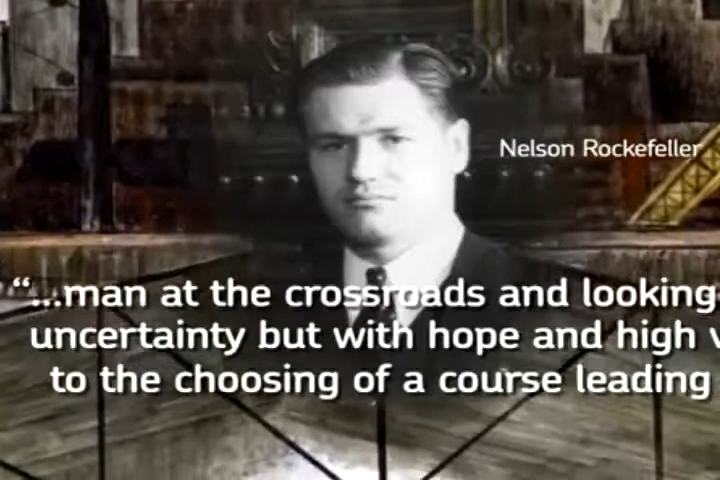 Nelson Rockefeller
“...man at the crossroads and looking
uncertainty but with hope and high
to the choosing of a course leading